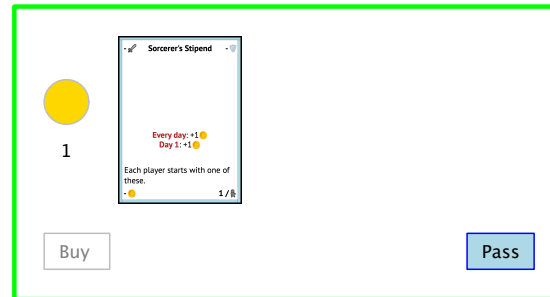 - Sorcerer's Stipend -
1
Every day: +1
Day 1: +1
Each player starts with one of
these.
- 1 /
Buy
Pass